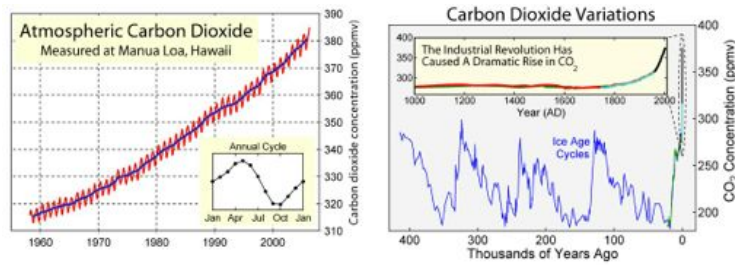 Atmospheric Carbon Dioxide
Measured at Manua Loa, Hawaii
390
380
370
360
350
340
330
320
310
Carbon dioxide concentration (ppmv)
Annual Cycle
Jan Apr Jul Oct Jan
1960 1970 1980 1990 2000
Carbon Dioxide Variations
The Industrial Revolution Has
Caused A Dramatic Rise in CO2
400
350
300
1000 1200 1400 1600 1800 2000
Year (AD)
400
350
300
250
200
CO2 Concentration (ppmv)
Ice Age
Cycles
400 300 200 100 0
Thousands of Years Ago